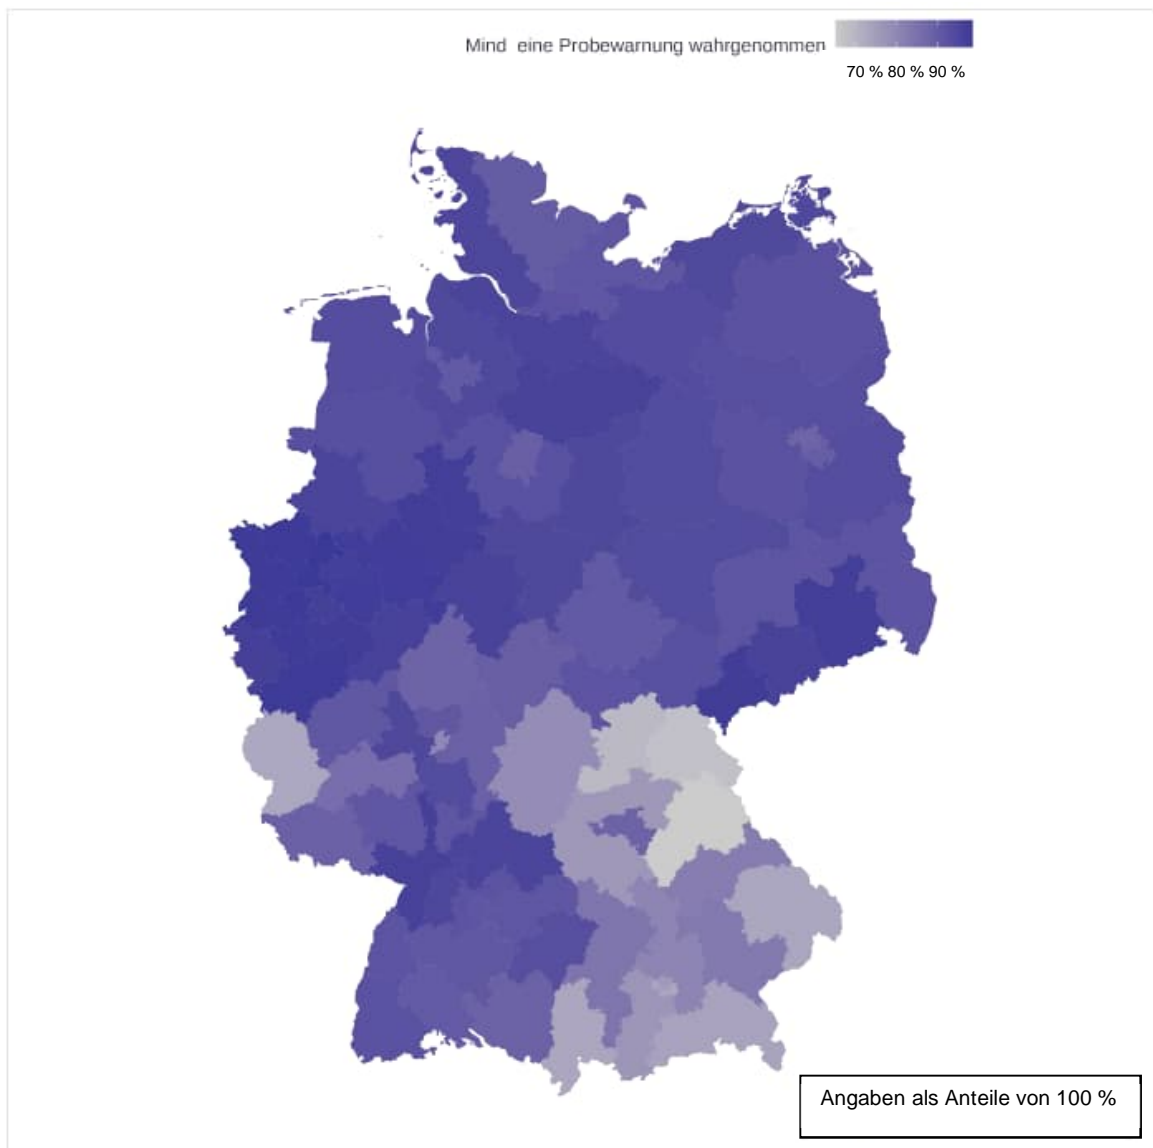 Mind eine Probewarnung wahrgenommen
70 % 80 % 90 %
Angaben als Anteile von 100 %